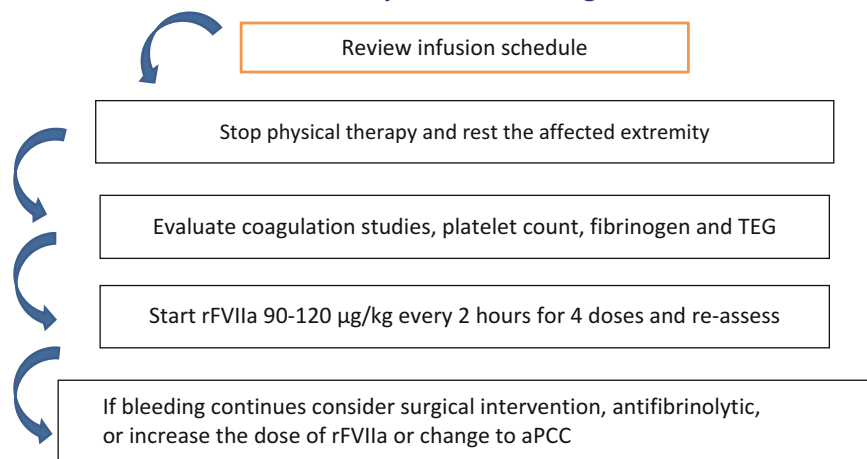 Review infusion schedule
Stop physical therapy and rest the affected extremity
Evaluate coagulation studies, platelet count, fibrinogen and TEG
Start rFVIIa 90-120 µg/kg every 2 hours for 4 doses and re-assess
If bleeding continues consider surgical intervention, antifibrinolytic,
or increase the dose of rFVIIa or change to aPCC